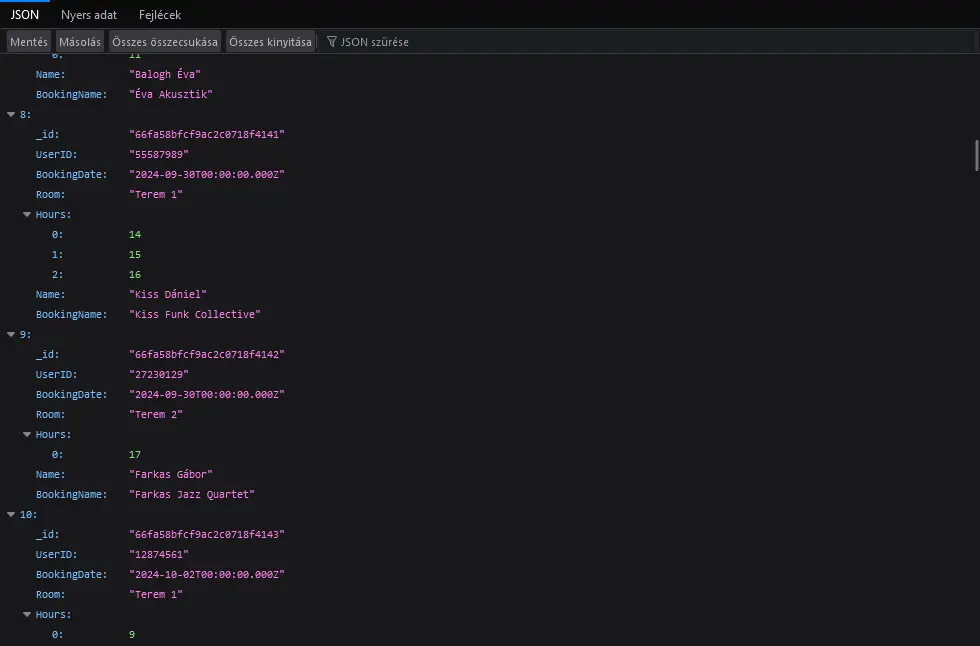 JSON Nyers adat Fejlécek
Mentés Másolás Összes összecsukása Összes kinyitása JSON szűrése
0: 11
Name: "Balogh Éva"
BookingName: "Éva Akusztik"
8:
_id: "66fa58bfcf9ac2c0718f4141"
UserID: "55587989"
BookingDate: "2024-09-30T00:00:00.000Z"
Room: "Terem 1"
Hours:
0: 14
1: 15
2: 16
Name: "Kiss Dániel"
BookingName: "Kiss Funk Collective"
9:
_id: "66fa58bfcf9ac2c0718f4142"
UserID: "27230129"
BookingDate: "2024-09-30T00:00:00.000Z"
Room: "Terem 2"
Hours:
0: 17
Name: "Farkas Gábor"
BookingName: "Farkas Jazz Quartet"
10:
_id: "66fa58bfcf9ac2c0718f4143"
UserID: "12874561"
BookingDate: "2024-10-02T00:00:00.000Z"
Room: "Terem 1"
Hours:
0: 9